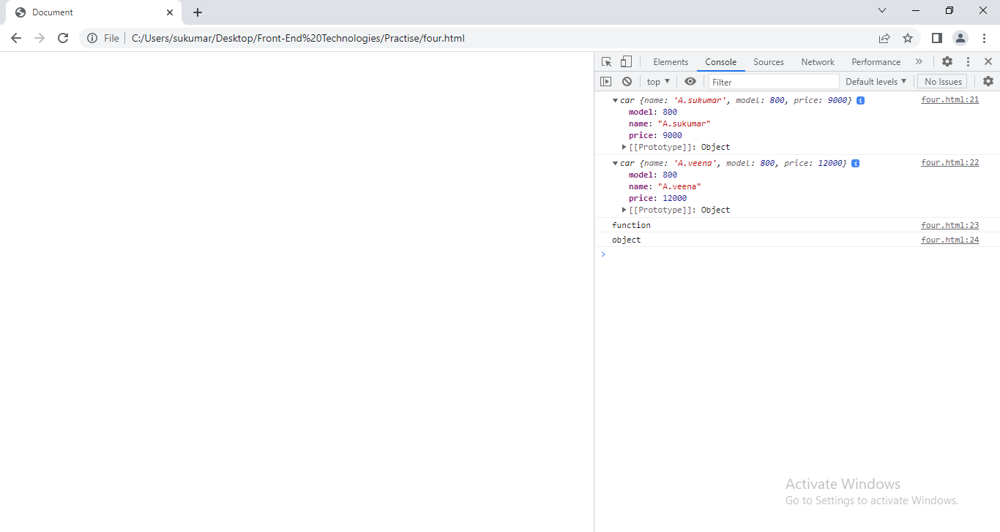 Document
File C:/Users/sukumar/Desktop/Front-End%20Technologies/Practise/four.html
Elements Console Sources Network Performance »
top ▼ Filter Default levels ▼ No Issues
▼car {name: 'A.sukumar', model: 800, price: 9000} i four.html:21
model: 800
name: "A.sukumar"
price: 9000
▶[[Prototype]]: Object
▼car {name: 'A.veena', model: 800, price: 12000} i four.html:22
model: 800
name: "A.veena"
price: 12000
▶[[Prototype]]: Object
function four.html:23
object four.html:24
>
Activate Windows
Go to Settings to activate Windows.